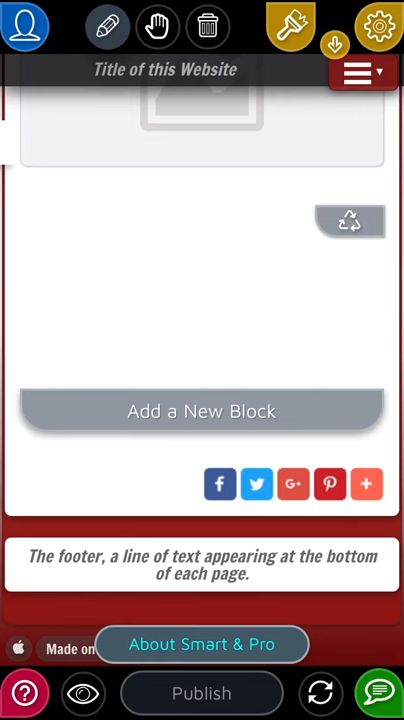 Title of this Website
Add a New Block
The footer, a line of text appearing at the bottom
of each page.
Made on
About Smart & Pro
Publish